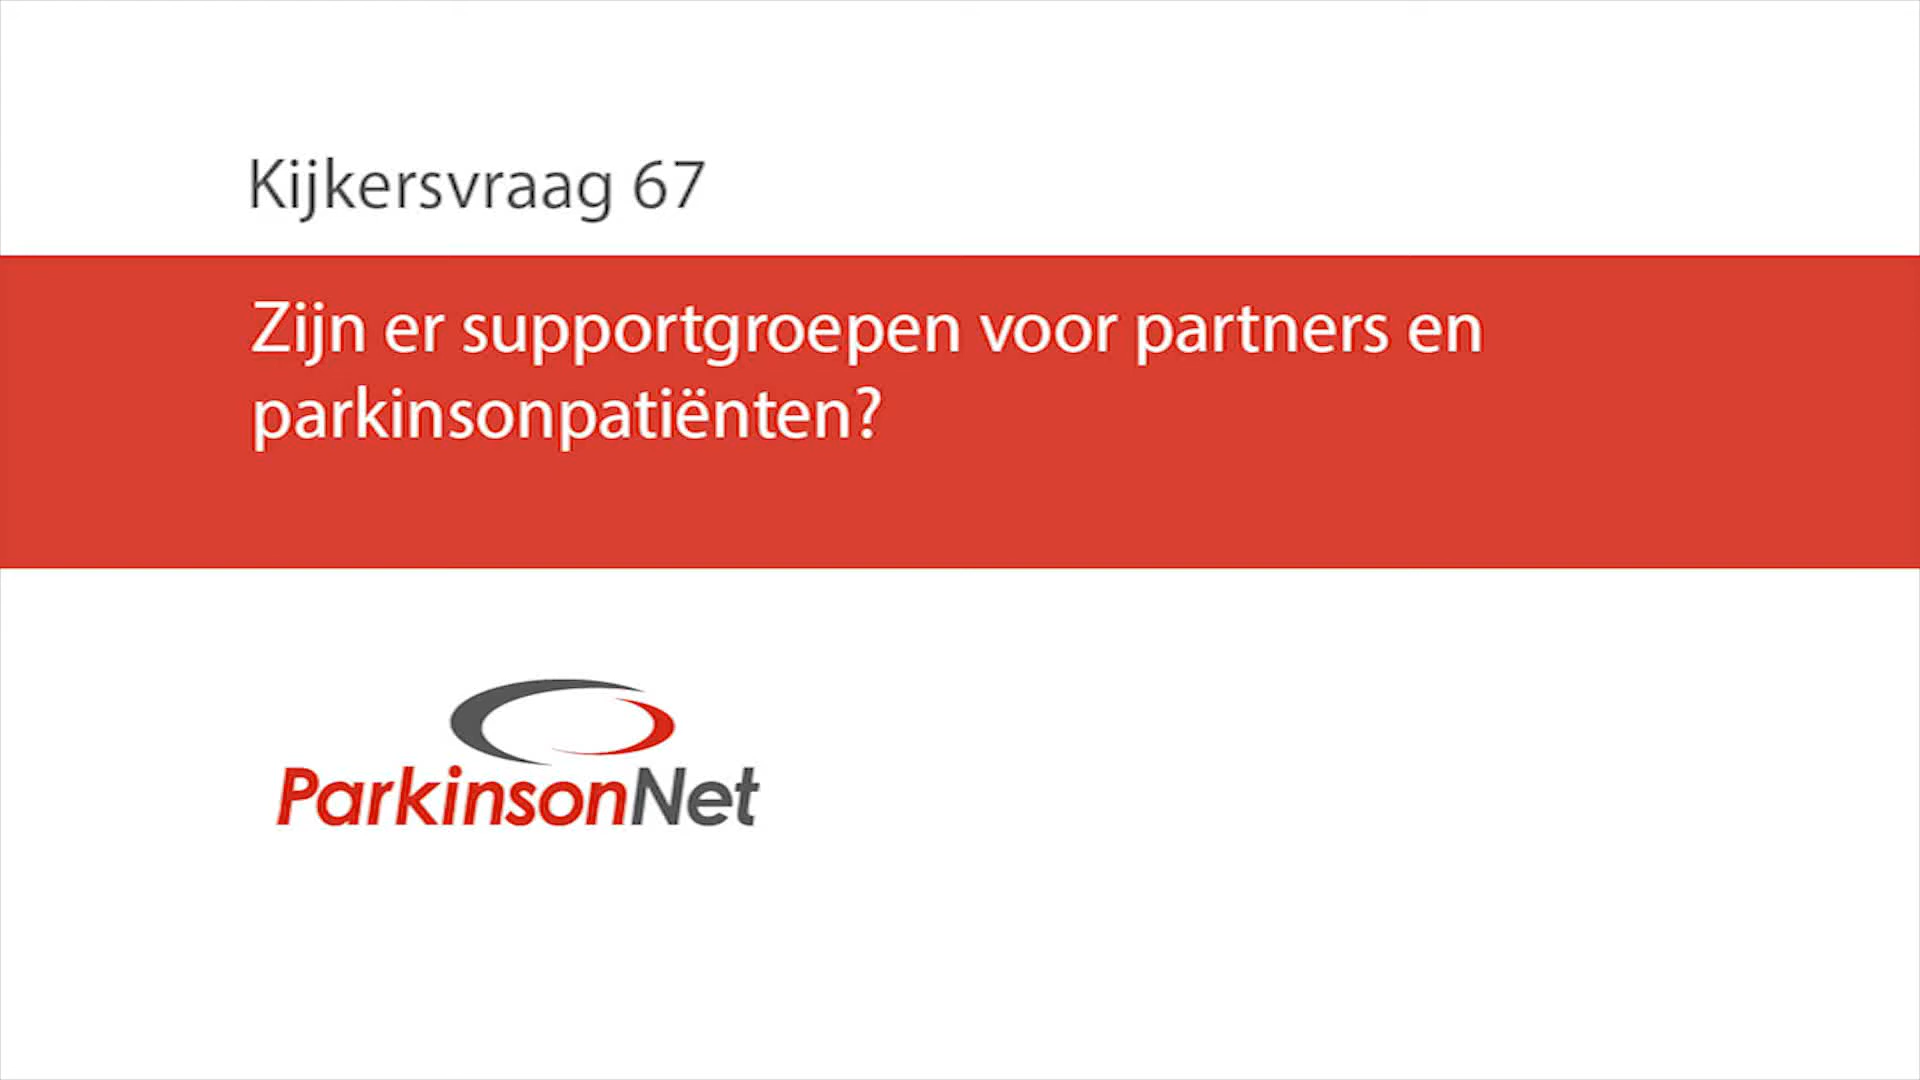 Kijkersvraag 67
Zijn er supportgroepen voor partners en
parkinsonpatiënten?
ParkinsonNet